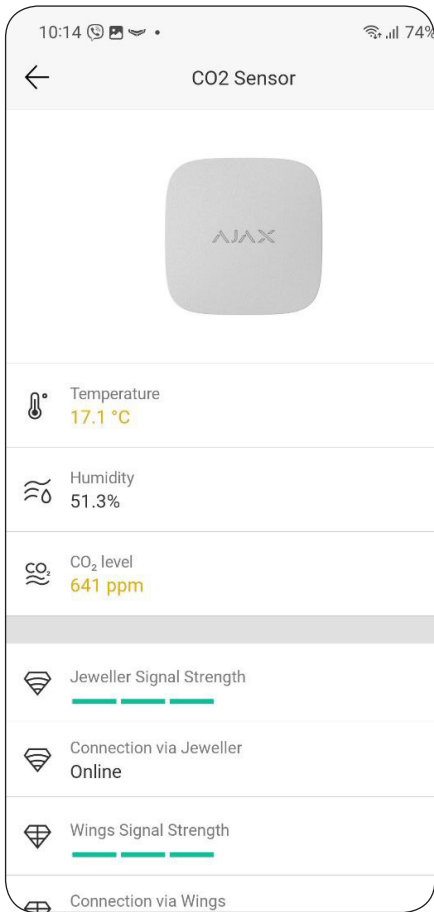 10:14
74%
CO2 Sensor
AJAX
Temperature
17.1 °C
Humidity
51.3%
CO₂
CO₂ level
641 ppm
Jeweller Signal Strength
Connection via Jeweller
Online
Wings Signal Strength
Connection via Wings